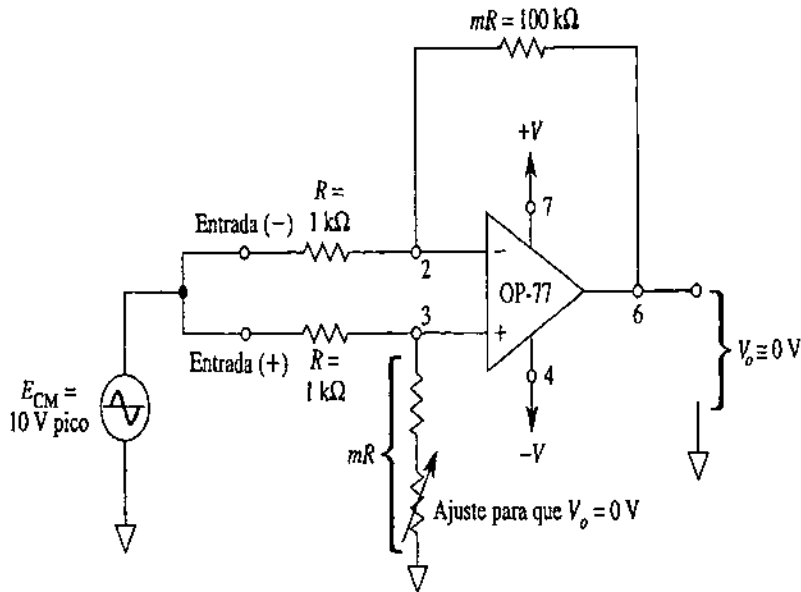 mR = 100 kΩ
+V
7
R =
1 kΩ
Entrada (–)
2
–
OP-77
6
3
+
Entrada (+)
R =
1 kΩ
4
–V
V_o ≅ 0 V
E_CM =
10 V pico
mR
Ajuste para que V_o = 0 V